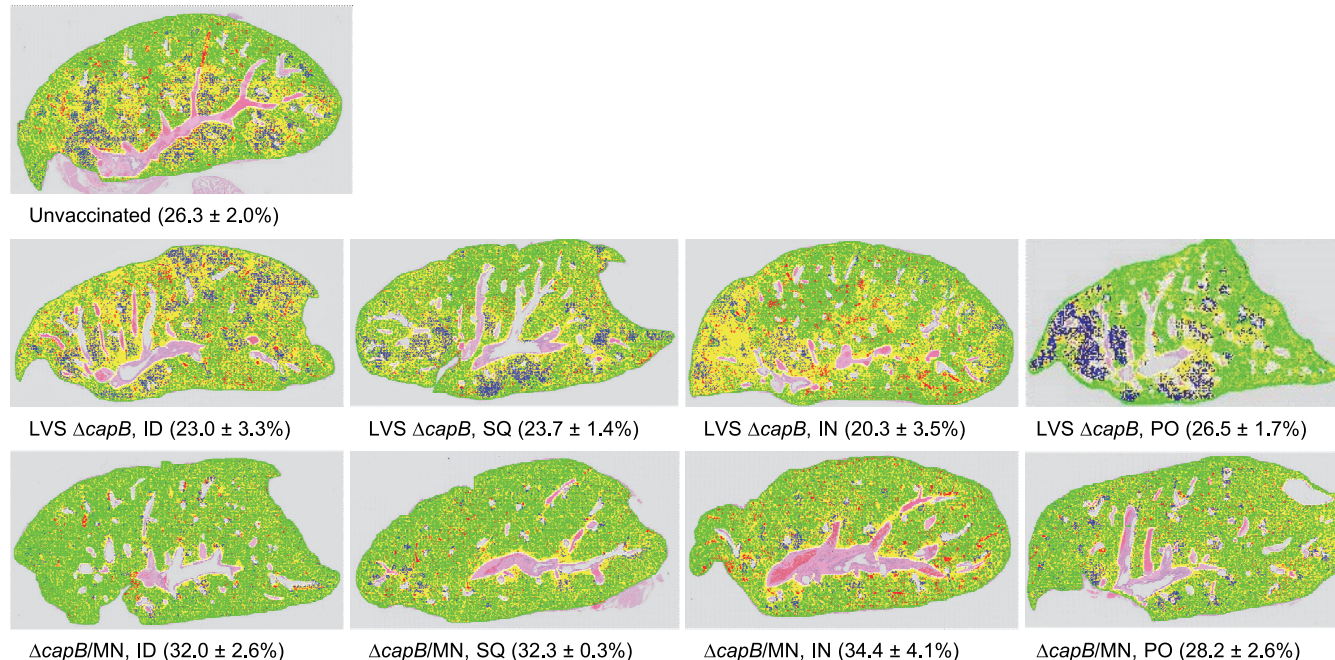 Unvaccinated (26.3 ± 2.0%)
LVS ΔcapB, ID (23.0 ± 3.3%)
LVS ΔcapB, SQ (23.7 ± 1.4%)
LVS ΔcapB, IN (20.3 ± 3.5%)
LVS ΔcapB, PO (26.5 ± 1.7%)
ΔcapB/MN, ID (32.0 ± 2.6%)
ΔcapB/MN, SQ (32.3 ± 0.3%)
ΔcapB/MN, IN (34.4 ± 4.1%)
ΔcapB/MN, PO (28.2 ± 2.6%)